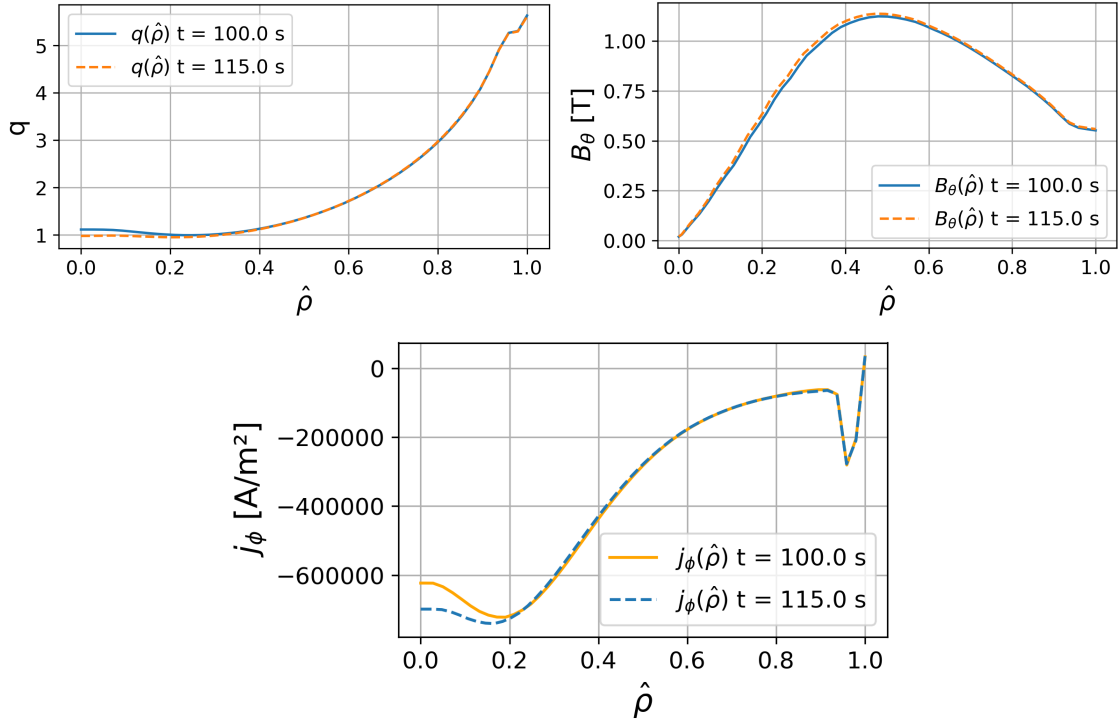 q
5
4
3
2
1
q(ρ̂) t = 100.0 s
q(ρ̂) t = 115.0 s
0.0 0.2 0.4 0.6 0.8 1.0
ρ̂
B_θ [T]
1.00
0.75
0.50
0.25
0.00
B_θ(ρ̂) t = 100.0 s
B_θ(ρ̂) t = 115.0 s
0.0 0.2 0.4 0.6 0.8 1.0
ρ̂
j_ϕ [A/m²]
0
−200000
−400000
−600000
j_ϕ(ρ̂) t = 100.0 s
j_ϕ(ρ̂) t = 115.0 s
0.0 0.2 0.4 0.6 0.8 1.0
ρ̂